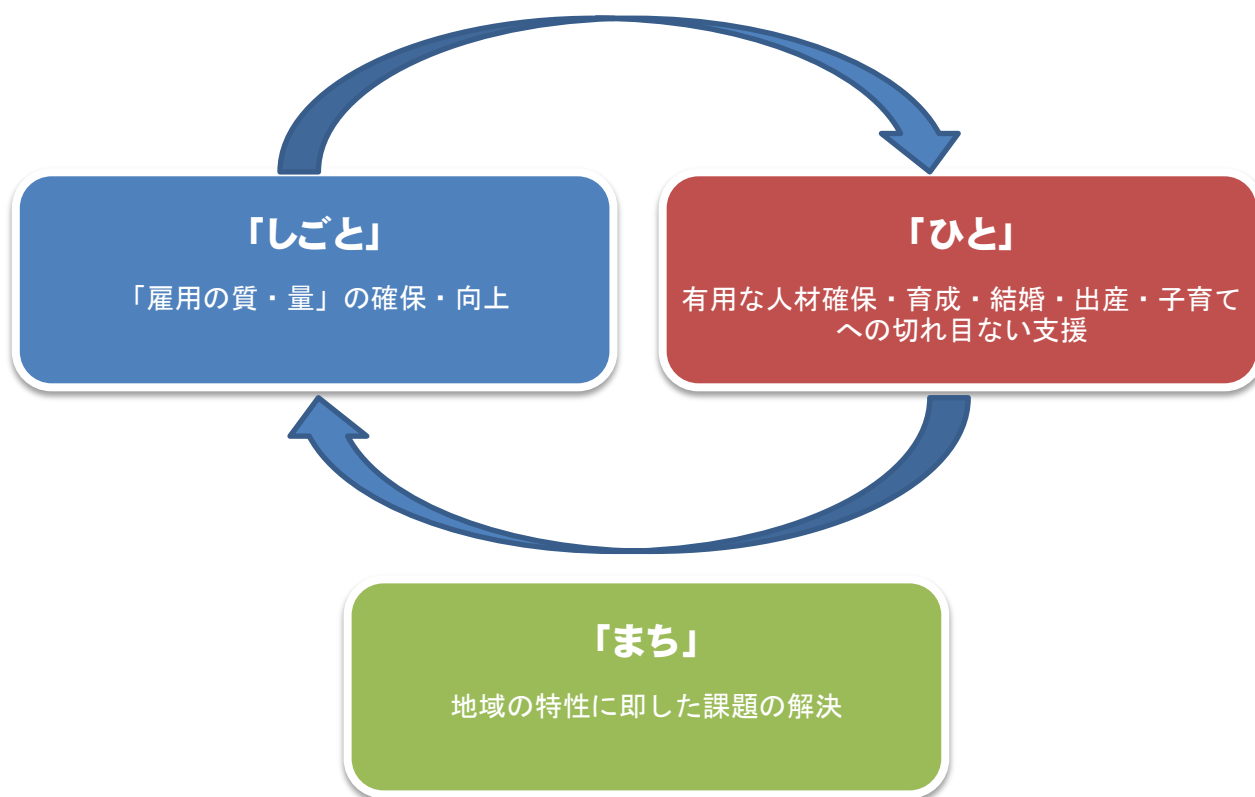 「しごと」
「雇用の質・量」の確保・向上
「ひと」
有用な人材確保・育成・結婚・出産・子育て
への切れ目ない支援
「まち」
地域の特性に即した課題の解決